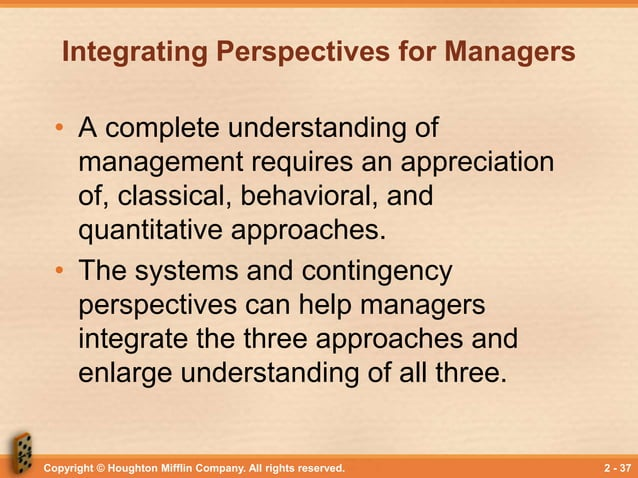 Integrating Perspectives for Managers
• A complete understanding of
management requires an appreciation
of, classical, behavioral, and
quantitative approaches.
• The systems and contingency
perspectives can help managers
integrate the three approaches and
enlarge understanding of all three.
Copyright © Houghton Mifflin Company. All rights reserved.
2 - 37